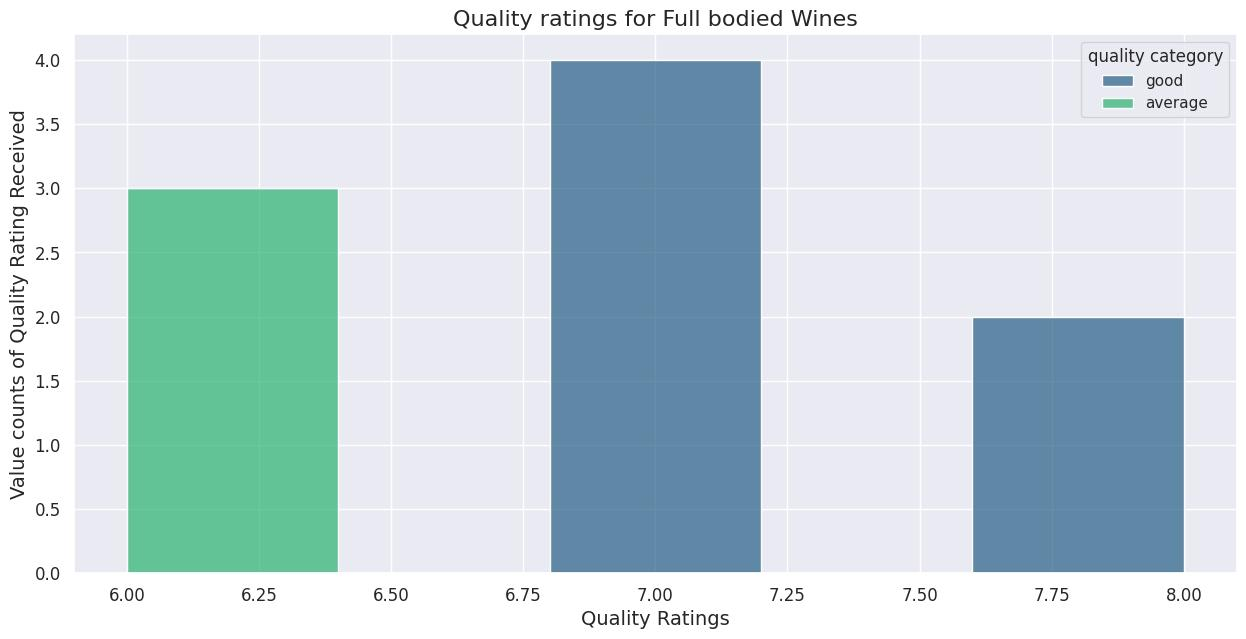 Quality ratings for Full bodied Wines
quality category
good
average
Value counts of Quality Rating Received
4.0
3.5
3.0
2.5
2.0
1.5
1.0
0.5
0.0
6.00 6.25 6.50 6.75 7.00 7.25 7.50 7.75 8.00
Quality Ratings